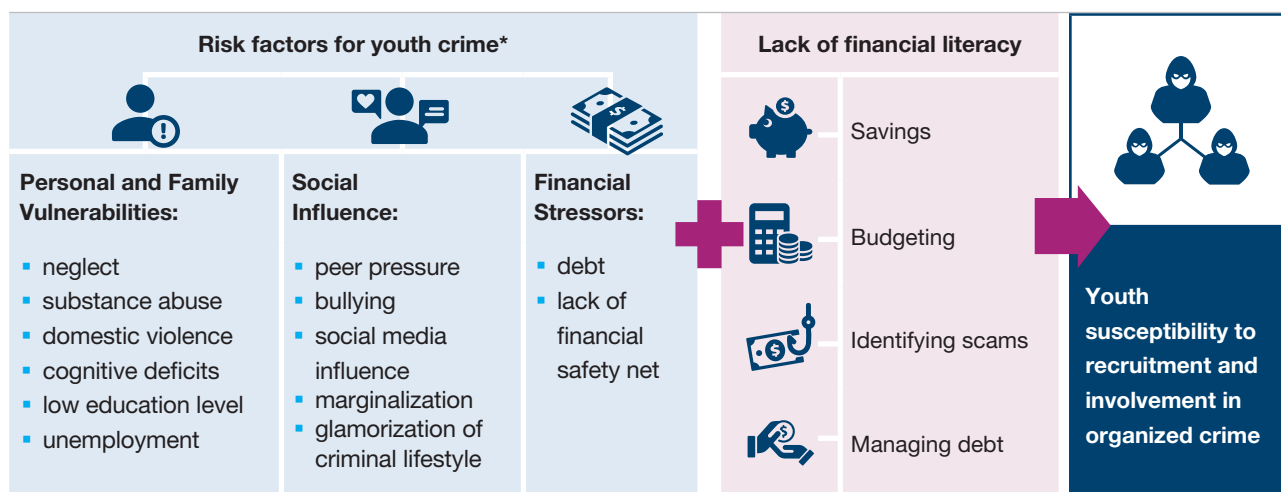 Risk factors for youth crime*
Personal and Family
Vulnerabilities:
▪ neglect
▪ substance abuse
▪ domestic violence
▪ cognitive deficits
▪ low education level
▪ unemployment
Social
Influence:
▪ peer pressure
▪ bullying
▪ social media
influence
▪ marginalization
▪ glamorization of
criminal lifestyle
Financial
Stressors:
▪ debt
▪ lack of
financial
safety net
Lack of financial literacy
Savings
Budgeting
Identifying scams
Managing debt
Youth
susceptibility to
recruitment and
involvement in
organized crime